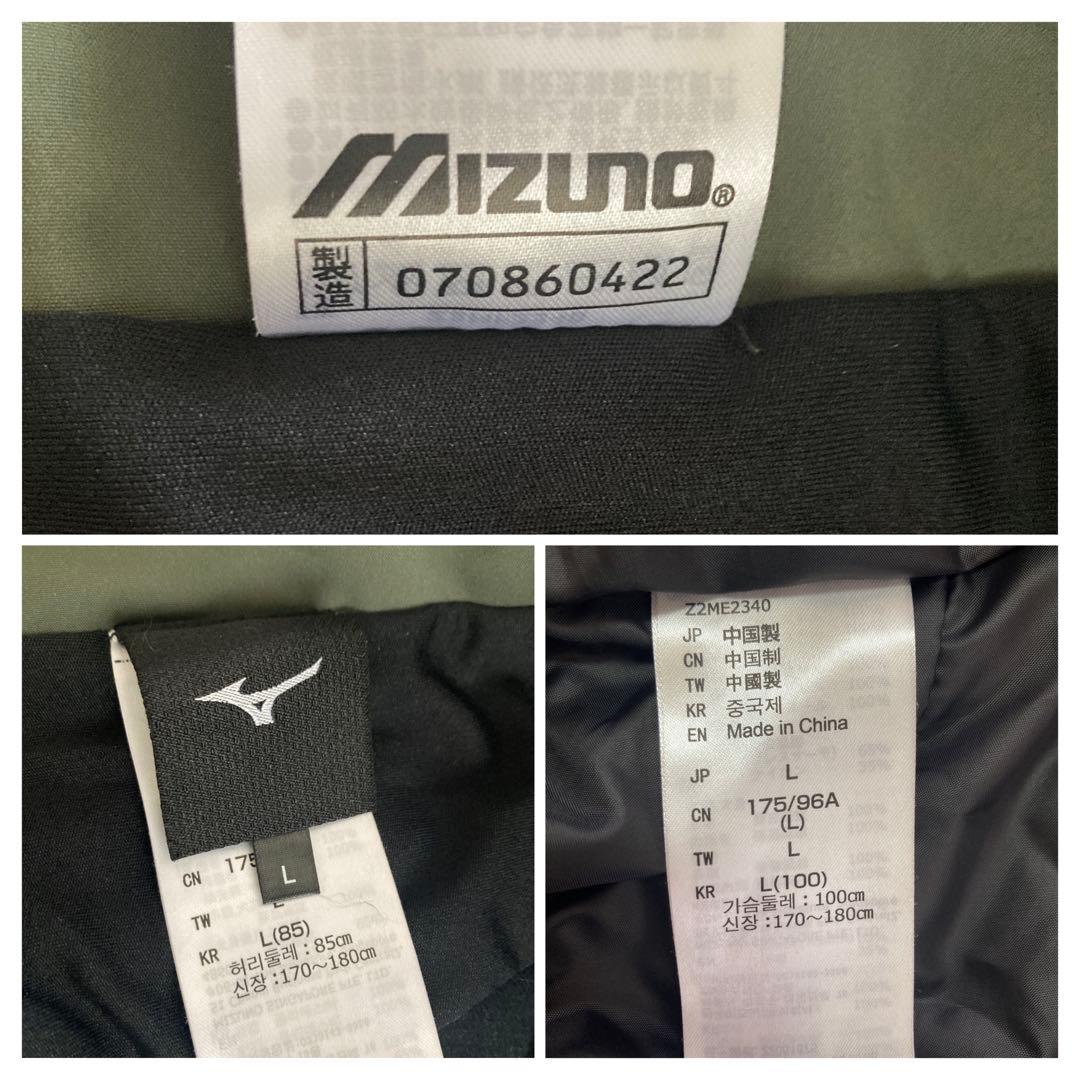 MIZUNO®
製造 070860422
L
CN 175
TW L
KR L(85)
허리둘레 : 85㎝
신장 : 170~180㎝
Z2ME2340
JP 中国製
CN 中国制
TW 中國製
KR 중국제
EN Made in China
JP L
CN 175/96A
(L)
TW L
KR L(100)
가슴둘레 : 100㎝
신장 : 170~180㎝